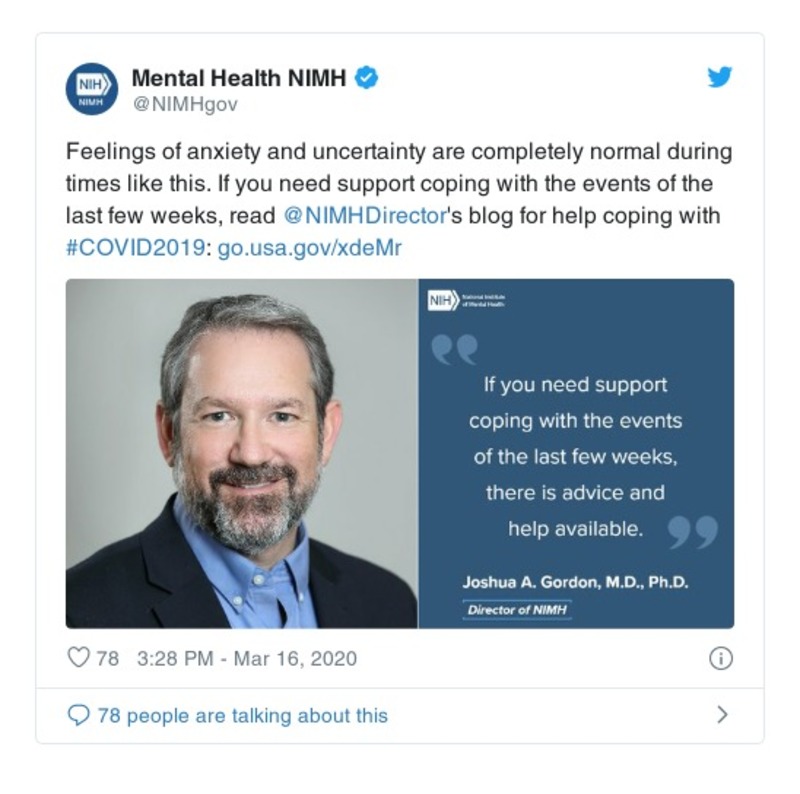 Mental Health NIMH
@NIMHgov
Feelings of anxiety and uncertainty are completely normal during
times like this. If you need support coping with the events of the
last few weeks, read @NIMHDirector's blog for help coping with
#COVID2019: go.usa.gov/xdeMr
NIH
NIMH
NIH
National Institute
of Mental Health
If you need support
coping with the events
of the last few weeks,
there is advice and
help available.
Joshua A. Gordon, M.D., Ph.D.
Director of NIMH
78 3:28 PM - Mar 16, 2020
78 people are talking about this